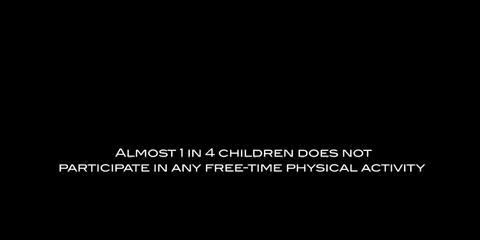 Almost 1 in 4 children does not
participate in any free-time physical activity